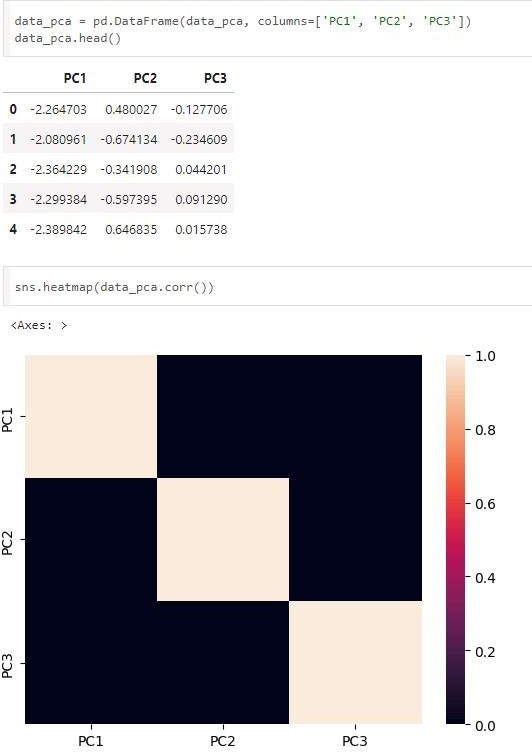 data_pca = pd.DataFrame(data_pca, columns=['PC1', 'PC2', 'PC3'])
data_pca.head()
PC1 PC2 PC3
0 -2.264703 0.480027 -0.127706
1 -2.080961 -0.674134 -0.234609
2 -2.364229 -0.341908 0.044201
3 -2.299384 -0.597395 0.091290
4 -2.389842 0.646835 0.015738
sns.heatmap(data_pca.corr())
<Axes: >
PC1
PC2
PC3
PC1 PC2 PC3
1.0
0.8
0.6
0.4
0.2
0.0